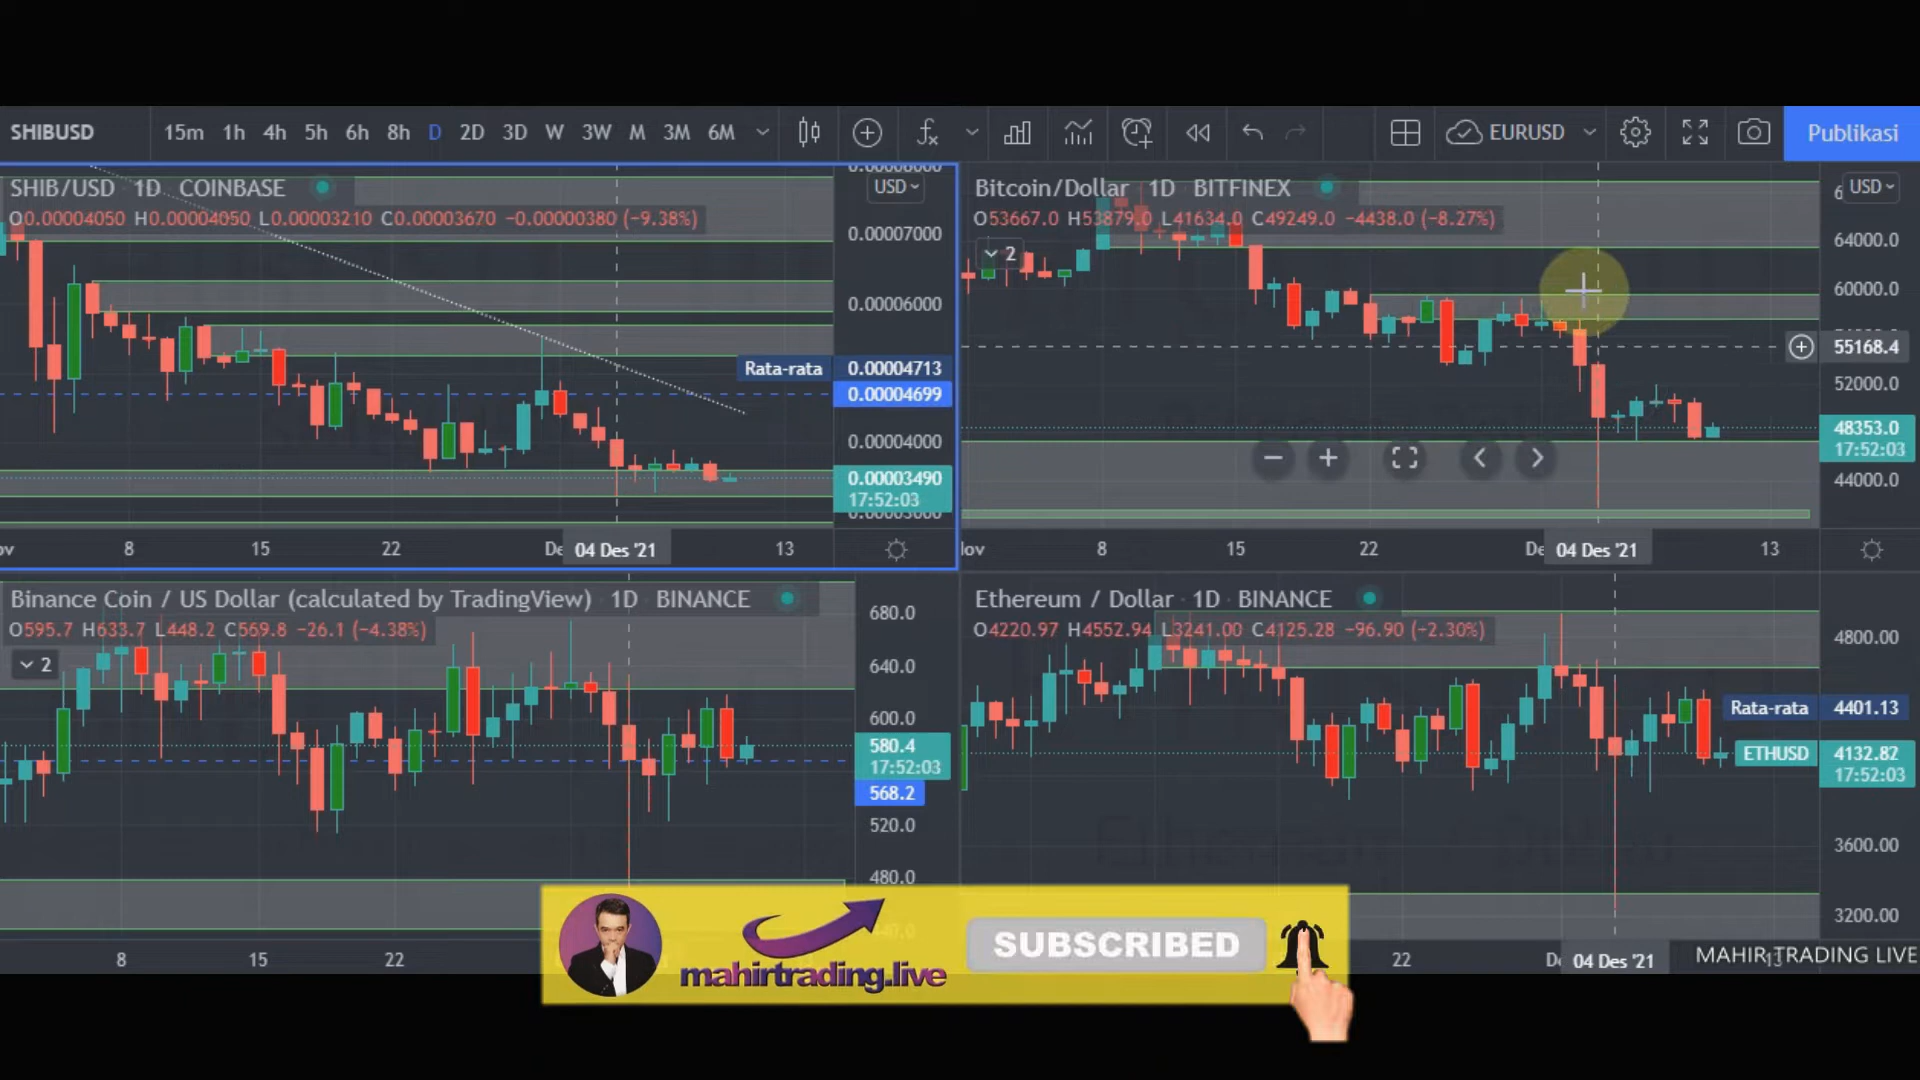 SHIBUSD 15m 1h 4h 5h 6h 8h D 2D 3D W 3W M 3M 6M EURUSD Publikasi
SHIB/USD · 1D · COINBASE
O0.00004050 H0.00004050 L0.00003210 C0.00003670 −0.00000380 (−9.38%)
USD
0.00007000
0.00006000
Rata-rata 0.00004713
0.00004699
0.00004000
0.00003490
17:52:03
8 15 22 04 Des '21 13
Bitcoin/Dollar · 1D · BITFINEX
O53667.0 H53879.0 L41634.0 C49249.0 −4438.0 (−8.27%)
2
USD
64000.0
60000.0
55168.4
52000.0
48353.0
17:52:03
44000.0
8 15 22 04 Des '21 13
Binance Coin / US Dollar (calculated by TradingView) · 1D · BINANCE
O595.7 H633.7 L448.2 C569.8 −26.1 (−4.38%)
2
680.0
640.0
600.0
580.4
17:52:03
568.2
520.0
480.0
8 15 22
Ethereum / Dollar · 1D · BINANCE
O4220.97 H4552.94 L3241.00 C4125.28 −96.90 (−2.30%)
4800.00
Rata-rata 4401.13
ETHUSD 4132.82
17:52:03
3600.00
3200.00
22 04 Des '21 13
MAHIR TRADING LIVE
mahirtrading.live
SUBSCRIBED